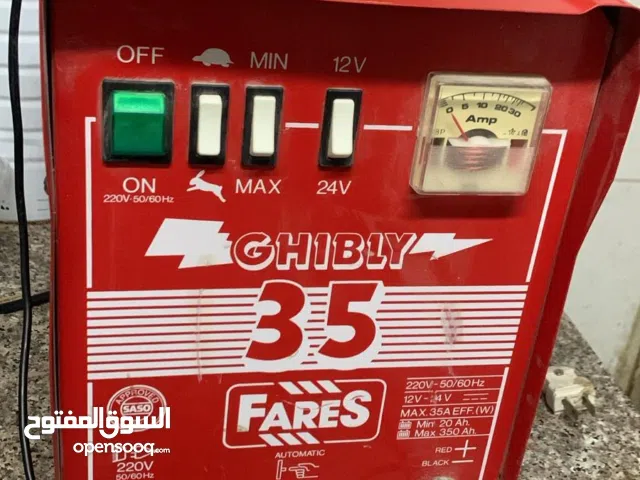 OFF MIN 12V
0 5 10 20 30
Amp
ON MAX 24V
220V-50/60Hz
GHIBLY
35
APPROVED
SASO
FARES
220V-50/60Hz
12V-24V
MAX.35A EFF.(W)
Min 20 Ah.
Max 350 Ah.
RED +
BLACK -
220V
50/60Hz
AUTOMATIC
السوق المفتوح
opensooq.com